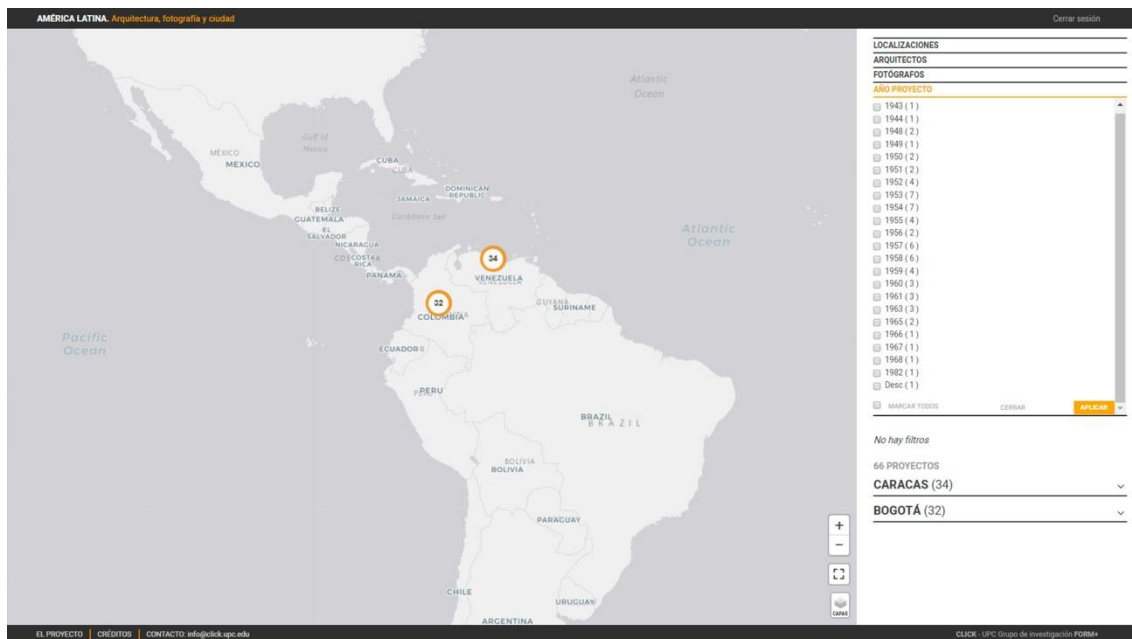 AMÉRICA LATINA. Arquitectura, fotografía y ciudad
Cerrar sesión
LOCALIZACIONES
ARQUITECTOS
FOTÓGRAFOS
AÑO PROYECTO
1943 ( 1 )
1944 ( 1 )
1948 ( 2 )
1949 ( 1 )
1950 ( 2 )
1951 ( 2 )
1952 ( 4 )
1953 ( 7 )
1954 ( 7 )
1955 ( 4 )
1956 ( 2 )
1957 ( 6 )
1958 ( 6 )
1959 ( 4 )
1960 ( 3 )
1961 ( 3 )
1963 ( 3 )
1965 ( 2 )
1966 ( 1 )
1967 ( 1 )
1968 ( 1 )
1982 ( 1 )
Desc ( 1 )
MARCAR TODOS
CERRAR
APLICAR
No hay filtros
66 PROYECTOS
CARACAS (34)
BOGOTÁ (32)
Atlantic
Ocean
Gulf of
Mexico
MÉXICO
MEXICO
CUBA
CUBA
DOMINICAN
REPUBLIC
JAMAICA
BELIZE
Caribbean Sea
GUATEMALA
EL
SALVADOR
NICARAGUA
COSTA
RICA
PANAMA
Atlantic
Ocean
34
VENEZUELA
VENEZUELA
32
COLOMBIA
GUYANA
SURINAME
Pacific
Ocean
ECUADOR
PERU
BRAZIL
BRAZIL
BOLIVIA
BOLIVIA
PARAGUAY
CHILE
URUGUAY
ARGENTINA
+
−
CAPAS
EL PROYECTO | CRÉDITOS | CONTACTO: info@click.upc.edu
CLICK - UPC Grupo de investigación FORM+